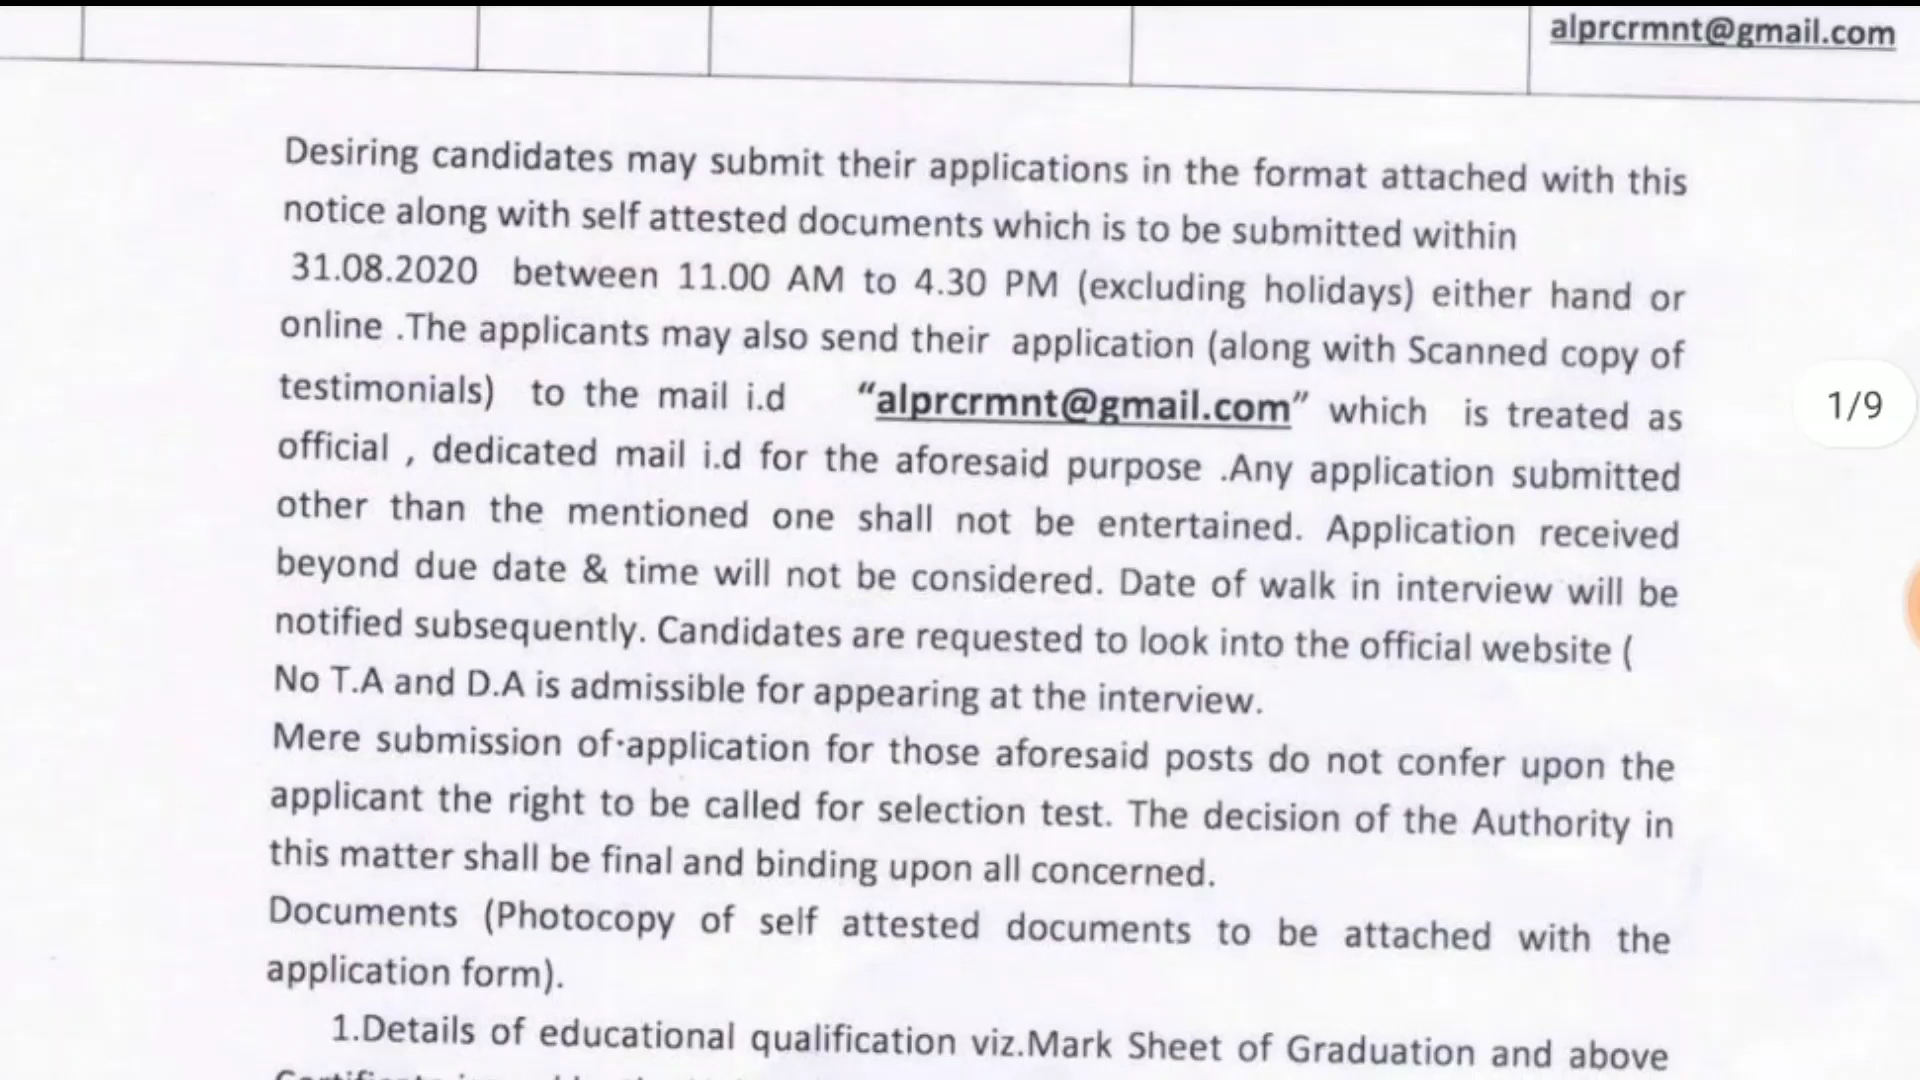 alprcrmnt@gmail.com
Desiring candidates may submit their applications in the format attached with this
notice along with self attested documents which is to be submitted within
31.08.2020 between 11.00 AM to 4.30 PM (excluding holidays) either hand or
online .The applicants may also send their application (along with Scanned copy of
testimonials) to the mail i.d "alprcrmnt@gmail.com" which is treated as
official , dedicated mail i.d for the aforesaid purpose .Any application submitted
other than the mentioned one shall not be entertained. Application received
beyond due date & time will not be considered. Date of walk in interview will be
notified subsequently. Candidates are requested to look into the official website (
No T.A and D.A is admissible for appearing at the interview.
Mere submission of application for those aforesaid posts do not confer upon the
applicant the right to be called for selection test. The decision of the Authority in
this matter shall be final and binding upon all concerned.
Documents (Photocopy of self attested documents to be attached with the
application form).
1.Details of educational qualification viz.Mark Sheet of Graduation and above
1/9